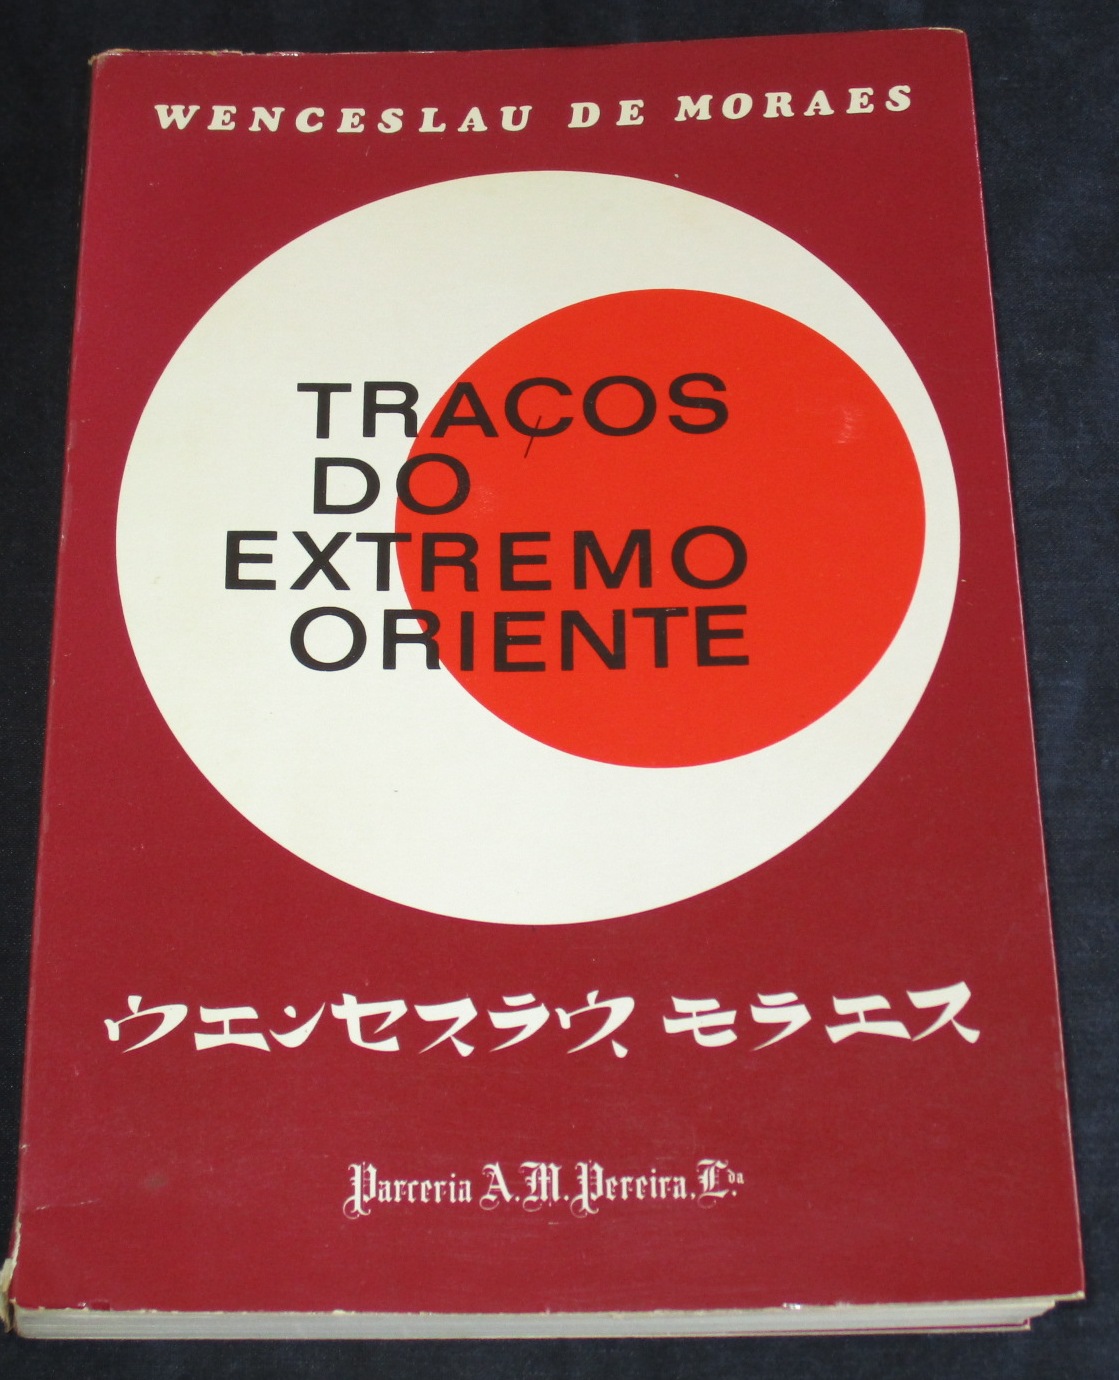 WENCESLAU DE MORAES
TRAÇOS
DO
EXTREMO
ORIENTE
ウエンセスラウ モラエス
Parceria A. M. Pereira, L.da